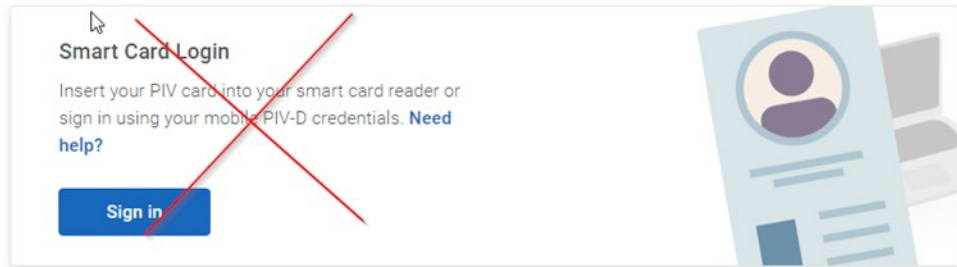 Smart Card Login
Insert your PIV card into your smart card reader or
sign in using your mobile PIV-D credentials. Need
help?
Sign in